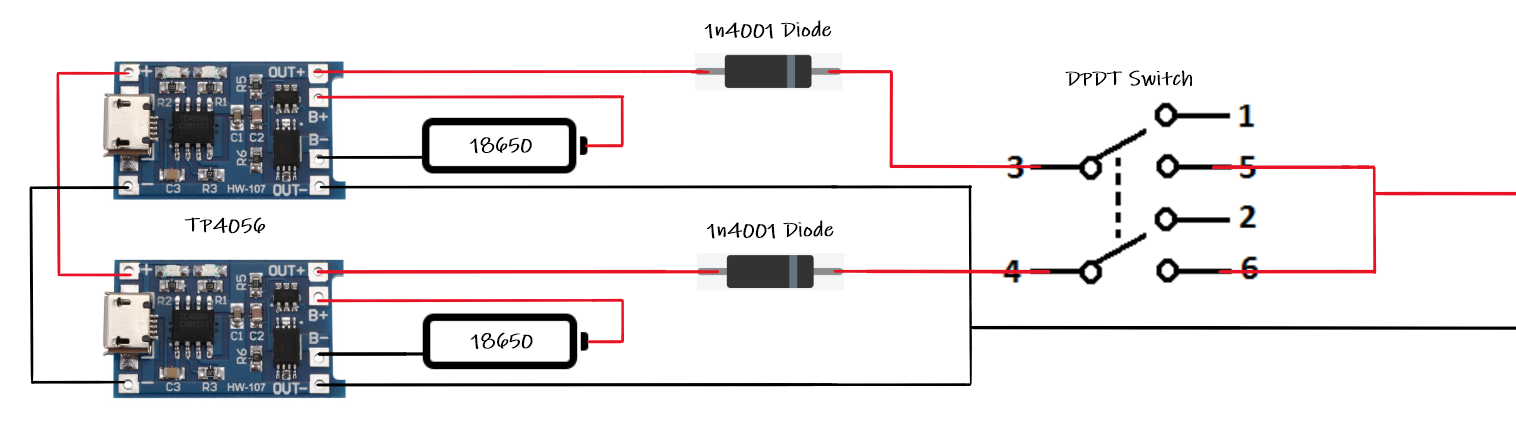 1n4001 Diode
DPDT Switch
OUT+
R5
R2
R1
B+
C1
C2
B-
R6
18650
C3
R3
HW-107
OUT-
1
3
5
2
4
6
TP4056
1n4001 Diode
OUT+
R5
R2
R1
B+
C1
C2
B-
R6
18650
C3
R3
HW-107
OUT-